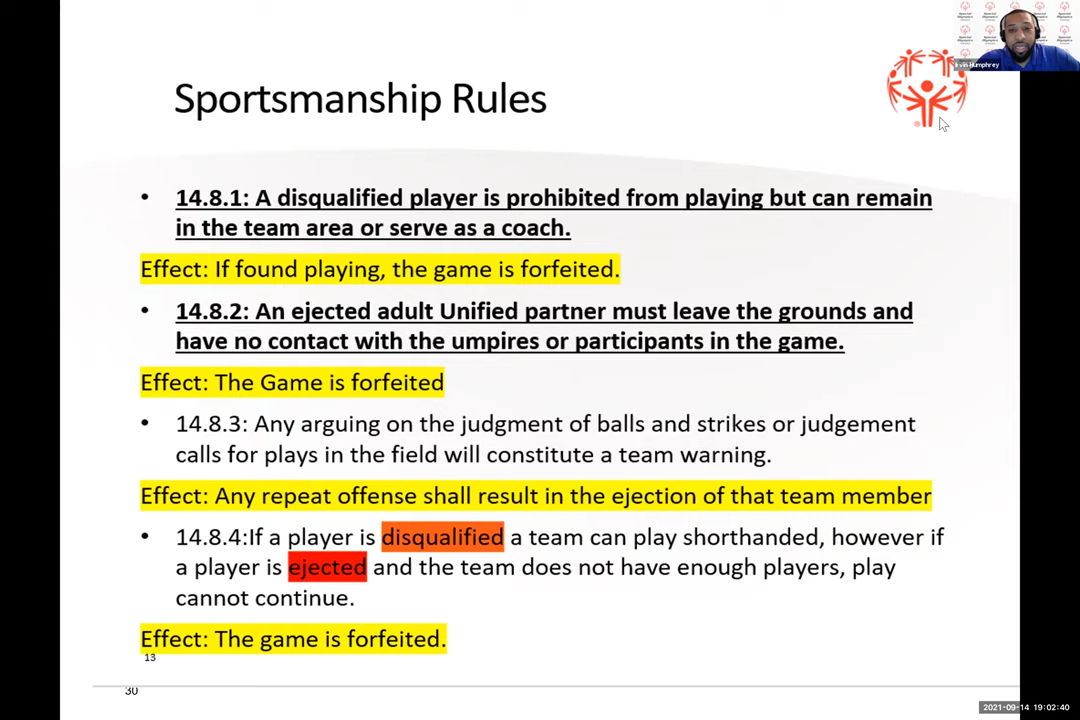 Irvin Humphrey
Sportsmanship Rules
• 14.8.1: A disqualified player is prohibited from playing but can remain
in the team area or serve as a coach.
Effect: If found playing, the game is forfeited.
• 14.8.2: An ejected adult Unified partner must leave the grounds and
have no contact with the umpires or participants in the game.
Effect: The Game is forfeited
• 14.8.3: Any arguing on the judgment of balls and strikes or judgement
calls for plays in the field will constitute a team warning.
Effect: Any repeat offense shall result in the ejection of that team member
• 14.8.4:If a player is disqualified a team can play shorthanded, however if
a player is ejected and the team does not have enough players, play
cannot continue.
Effect: The game is forfeited.
13
30
2021-09-14 19:02:40